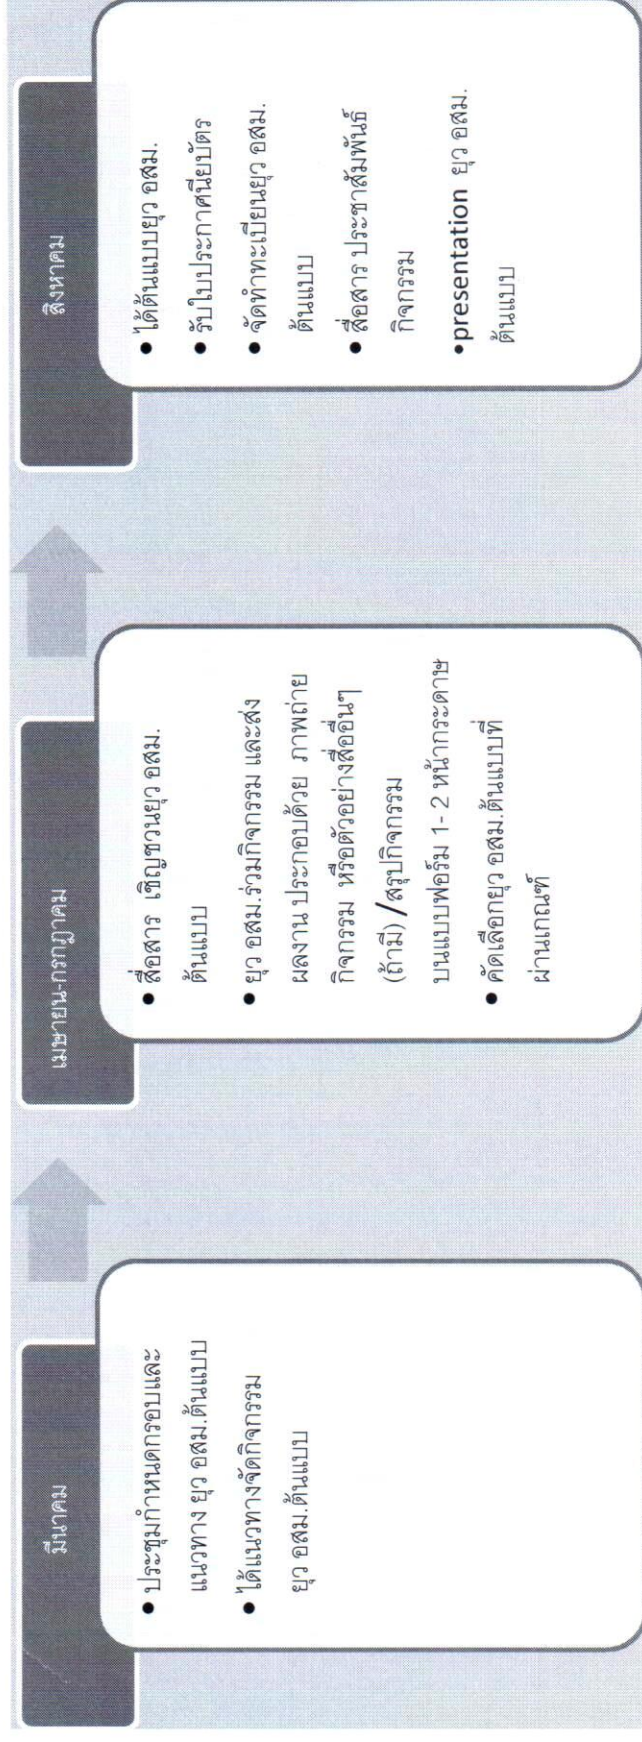 มีนาคม
• ประชุมกำหนดกรอบและ
แนวทาง ยุว อสม.ต้นแบบ
• ได้แนวทางจัดกิจกรรม
ยุว อสม.ต้นแบบ
เมษายน-กรกฎาคม
• สื่อสาร เชิญชวนยุว อสม.
ต้นแบบ
• ยุว อสม.ร่วมกิจกรรม และส่ง
ผลงาน ประกอบด้วย ภาพถ่าย
กิจกรรม หรือตัวอย่างสื่ออื่นๆ
(ถ้ามี) /สรุปกิจกรรม
บนแบบฟอร์ม 1- 2 หน้ากระดาษ
• คัดเลือกยุว อสม.ต้นแบบที่
ผ่านเกณฑ์
สิงหาคม
• ได้ต้นแบบยุว อสม.
• รับใบประกาศนียบัตร
• จัดทำทะเบียนยุว อสม.
ต้นแบบ
• สื่อสาร ประชาสัมพันธ์
กิจกรรม
•presentation ยุว อสม.
ต้นแบบ